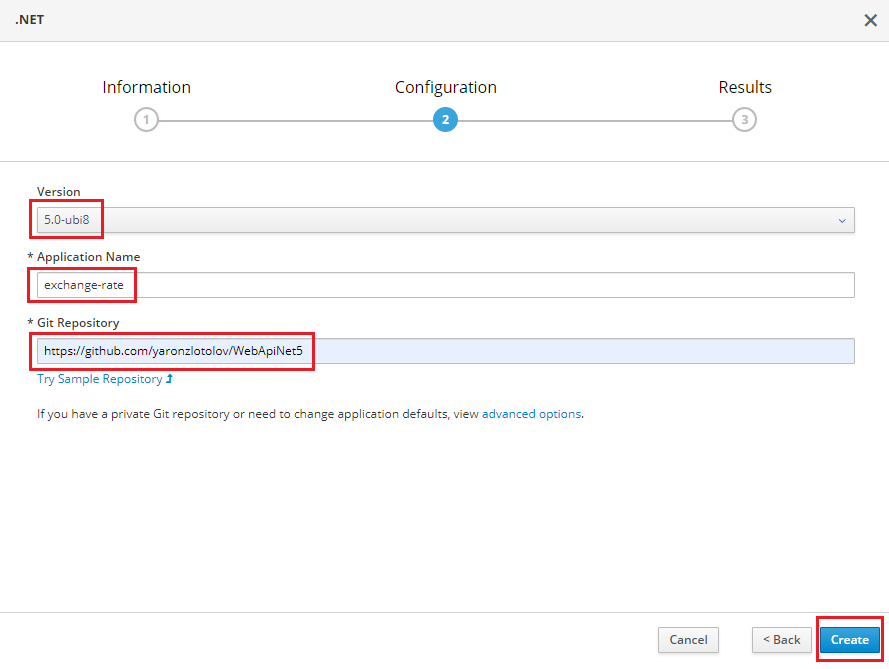 .NET
Information Configuration Results
1 2 3
Version
5.0-ubi8
* Application Name
exchange-rate
* Git Repository
https://github.com/yaronzlotolov/WebApiNet5
Try Sample Repository
If you have a private Git repository or need to change application defaults, view advanced options.
Cancel < Back Create